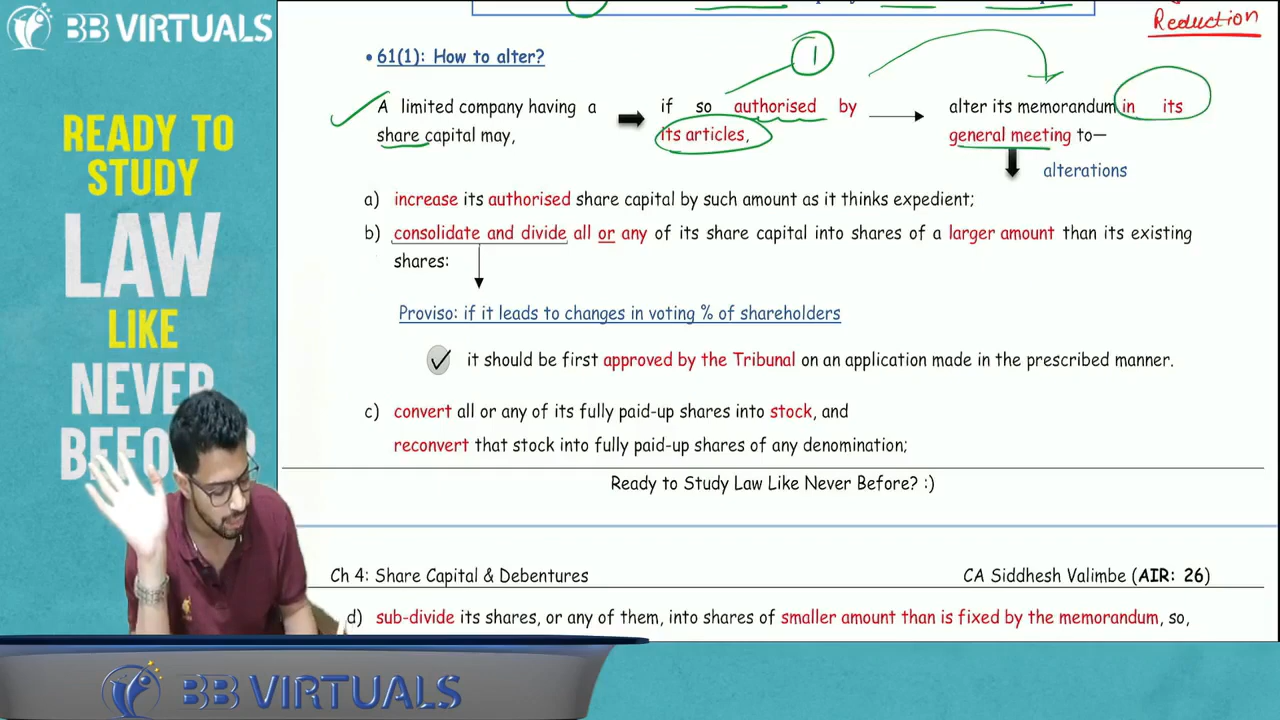 BB VIRTUALS
READY TO
STUDY
LAW
LIKE
NEVER
Reduction
• 61(1): How to alter?
1
A limited company having a share capital may,
if so authorised by its articles,
alter its memorandum in its general meeting to—
alterations
a) increase its authorised share capital by such amount as it thinks expedient;
b) consolidate and divide all or any of its share capital into shares of a larger amount than its existing
shares:
Proviso: if it leads to changes in voting % of shareholders
it should be first approved by the Tribunal on an application made in the prescribed manner.
c) convert all or any of its fully paid-up shares into stock, and
reconvert that stock into fully paid-up shares of any denomination;
Ready to Study Law Like Never Before? :)
Ch 4: Share Capital & Debentures
CA Siddhesh Valimbe (AIR: 26)
d) sub-divide its shares, or any of them, into shares of smaller amount than is fixed by the memorandum, so,
BB VIRTUALS